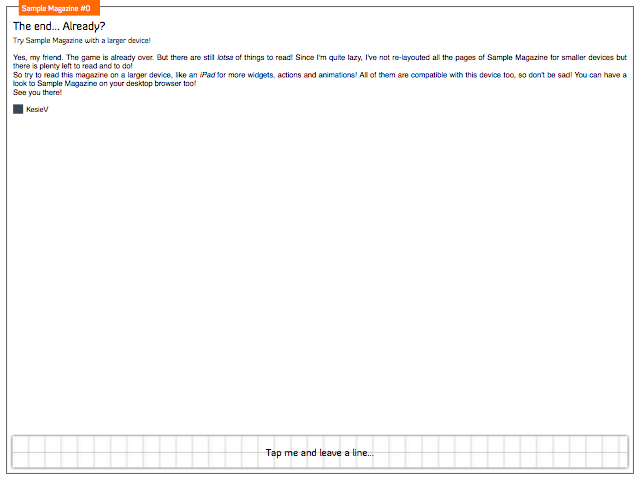 Sample Magazine #0
The end... Already?
Try Sample Magazine with a larger device!
Yes, my friend. The game is already over. But there are still lotsa of things to read! Since I'm quite lazy, I've not re-layouted all the pages of Sample Magazine for smaller devices but
there is plenty left to read and to do!
So try to read this magazine on a larger device, like an iPad for more widgets, actions and animations! All of them are compatible with this device too, so don't be sad! You can have a
look to Sample Magazine on your desktop browser too!
See you there!
KesieV
Tap me and leave a line...